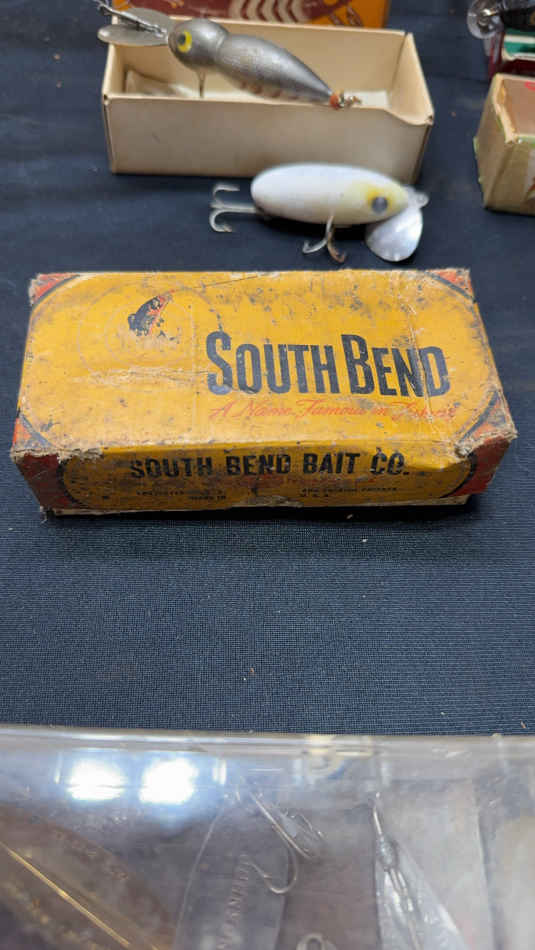 SOUTH BEND
A Name Famous in Fishing
SOUTH BEND BAIT CO.
U.S.A.